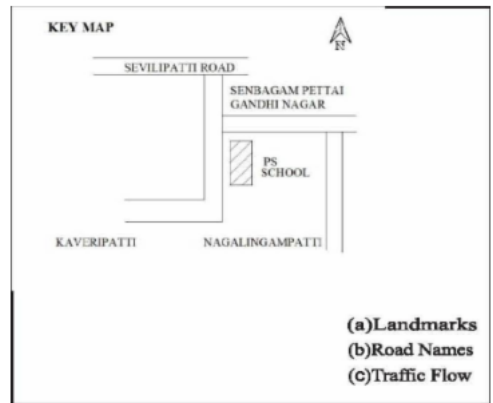 KEY MAP
N
SEVILIPATTI ROAD
SENBAGAM PETTAI
GANDHI NAGAR
PS
SCHOOL
KAVERIPATTI
NAGALINGAMPATTI
(a)Landmarks
(b)Road Names
(c)Traffic Flow